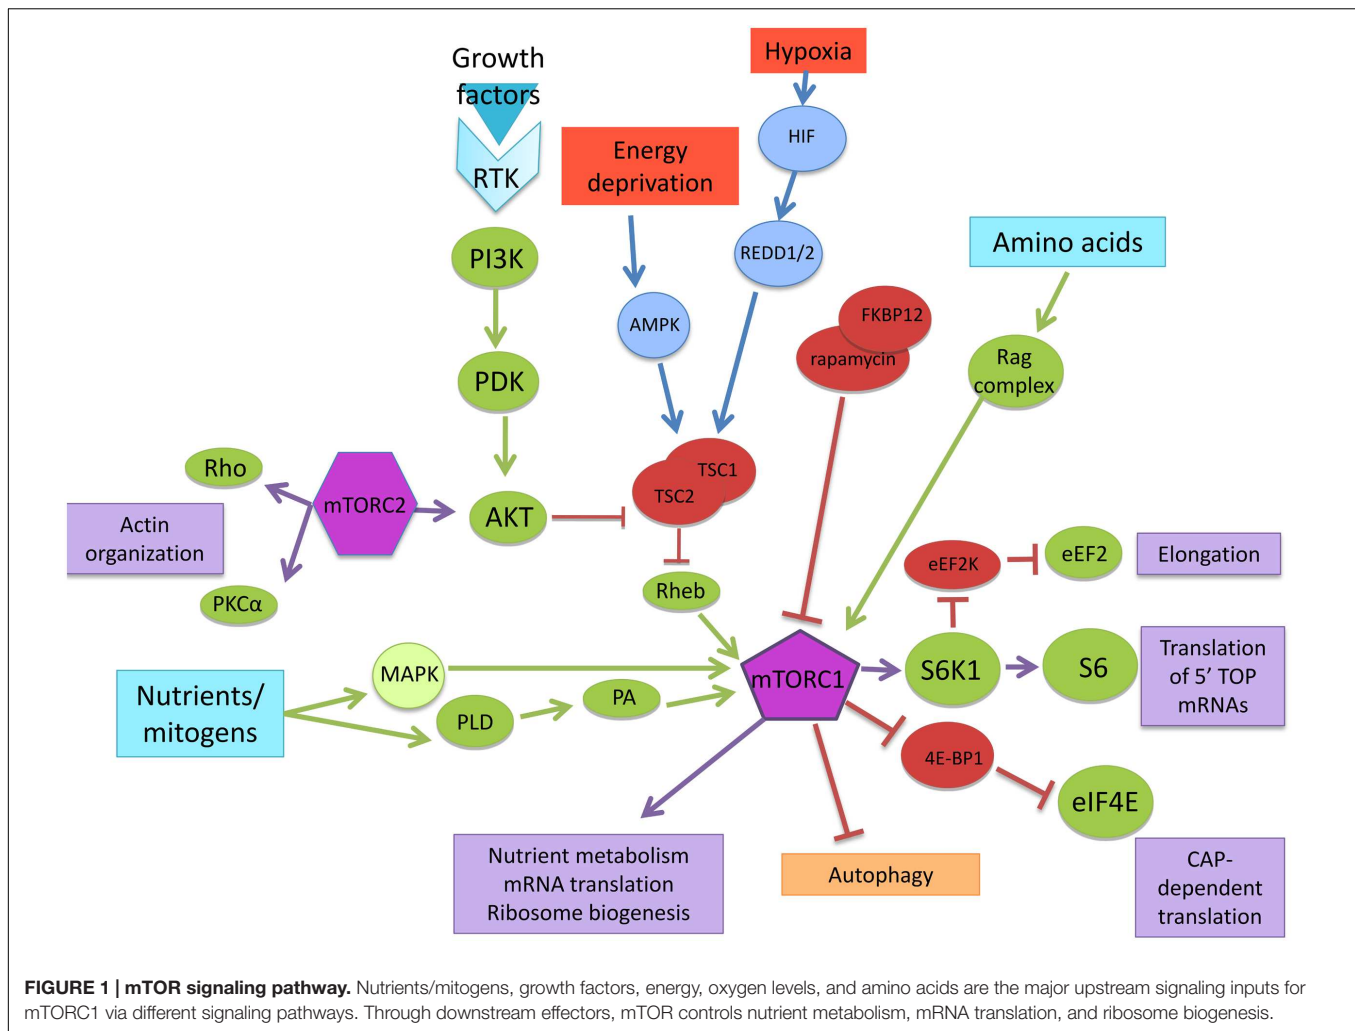 Growth
factors
RTK
Hypoxia
HIF
Energy
deprivation
PI3K
REDD1/2
Amino acids
AMPK
FKBP12
rapamycin
Rag
complex
PDK
TSC1
TSC2
Rho
mTORC2
AKT
Actin
organization
PKCα
Rheb
eEF2K
eEF2
Elongation
MAPK
Nutrients/
mitogens
PLD
PA
mTORC1
S6K1
S6
Translation
of 5’ TOP
mRNAs
4E-BP1
eIF4E
Nutrient metabolism
mRNA translation
Ribosome biogenesis
Autophagy
CAP-
dependent
translation
FIGURE 1 | mTOR signaling pathway. Nutrients/mitogens, growth factors, energy, oxygen levels, and amino acids are the major upstream signaling inputs for
mTORC1 via different signaling pathways. Through downstream effectors, mTOR controls nutrient metabolism, mRNA translation, and ribosome biogenesis.